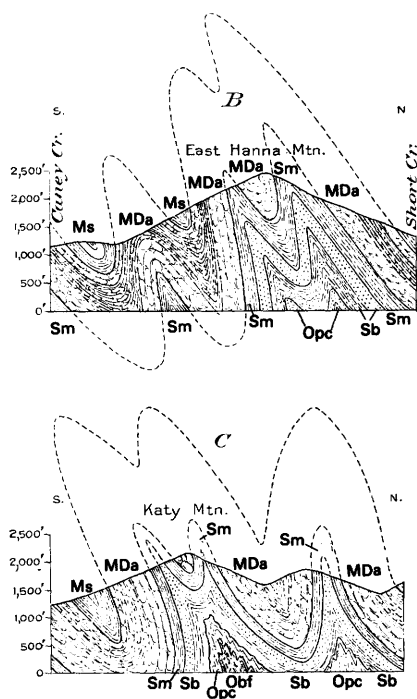 B
S.
N.
East Hanna Mtn.
Caney Cr.
Short Cr.
2,500'
2,000'
1,500'
1,000'
500'
0
Ms
MDa
Ms
MDa
MDa
Sm
MDa
Sm
Sm
Sm
Opc
Sb
Sm
C
S.
N.
Katy Mtn.
Sm
Sm
2,500'
2,000'
1,500'
1,000'
500'
0
Ms
MDa
MDa
MDa
Sm
Sb
Opc
Obf
Sb
Opc
Sb